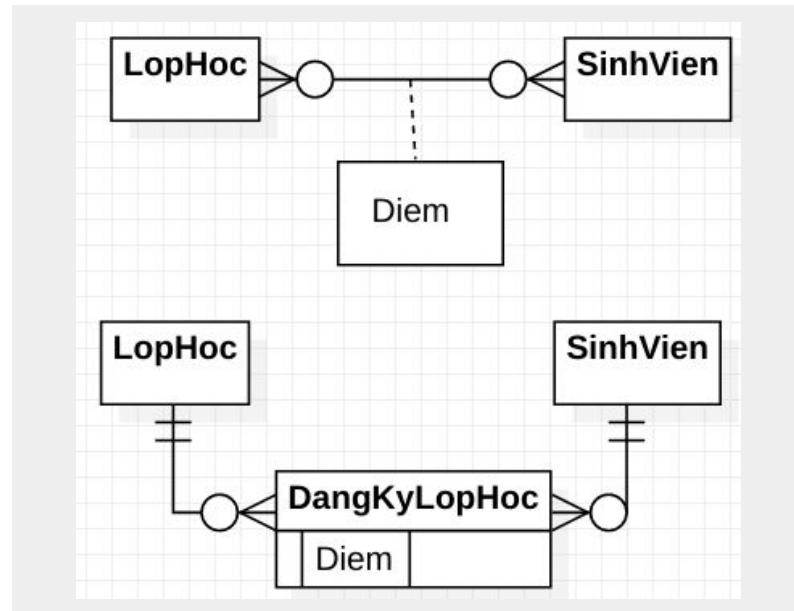 LopHoc
SinhVien
Diem
LopHoc
SinhVien
DangKyLopHoc
Diem